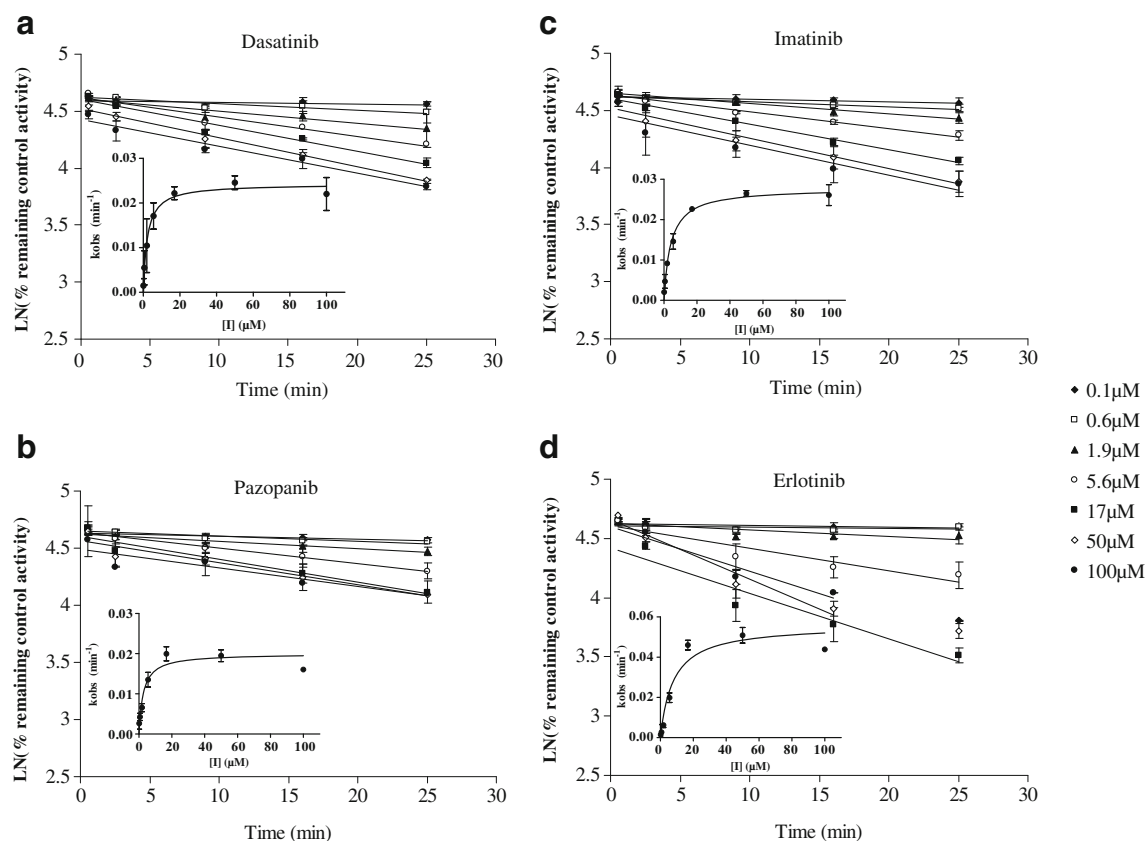 a
Dasatinib
LN(% remaining control activity)
5
4.5
4
3.5
3
2.5
0 5 10 15 20 25 30
Time (min)
kobs (min-1)
0.03
0.02
0.01
0.00
0 20 40 60 80 100
[I] (µM)
c
Imatinib
LN(% remaining control activity)
5
4.5
4
3.5
3
2.5
0 5 10 15 20 25 30
Time (min)
kobs (min-1)
0.03
0.02
0.01
0.00
0 20 40 60 80 100
[I] (µM)
b
Pazopanib
LN(% remaining control activity)
5
4.5
4
3.5
3
2.5
0 5 10 15 20 25 30
Time (min)
kobs (min-1)
0.03
0.02
0.01
0.00
0 20 40 60 80 100
[I] (µM)
d
Erlotinib
LN(% remaining control activity)
5
4.5
4
3.5
3
2.5
0 5 10 15 20 25 30
Time (min)
kobs (min-1)
0.06
0.04
0.02
0.00
0 20 40 60 80 100
[I] (µM)
0.1µM
0.6µM
1.9µM
5.6µM
17µM
50µM
100µM